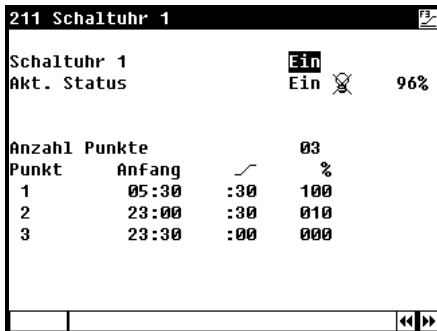 211 Schaltuhr 1 F3
Schaltuhr 1 Ein
Akt. Status Ein 96%
Anzahl Punkte 03
Punkt Anfang %
1 05:30 :30 100
2 23:00 :30 010
3 23:30 :00 000